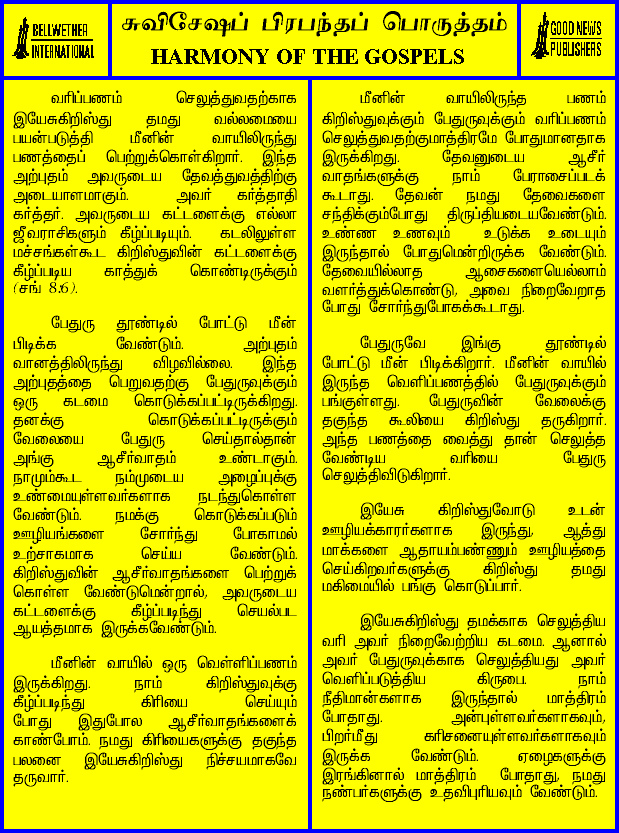 BELLWETHER
INTERNATIONAL
சுவிசேஷப் பிரபந்தப் பொருத்தம்
HARMONY OF THE GOSPELS
GOOD NEWS
PUBLISHERS
வரிப்பணம் செலுத்துவதற்காக
இயேசுகிறிஸ்து தமது வல்லமையை
பயன்படுத்தி மீனின் வாயிலிருந்து
பணத்தைப் பெற்றுக்கொள்கிறார். இந்த
அற்புதம் அவருடைய தேவத்துவத்திற்கு
அடையாளமாகும். அவர் கர்த்தாதி
கர்த்தர். அவருடைய கட்டளைக்கு எல்லா
ஜீவராசிகளும் கீழ்ப்படியும். கடலிலுள்ள
மச்சங்கள்கூட கிறிஸ்துவின் கட்டளைக்கு
கீழ்ப்படிய காத்துக் கொண்டிருக்கும்
(சங் 8:6).
பேதுரு தூண்டில் போட்டு மீன்
பிடிக்க வேண்டும். அற்புதம்
வானத்திலிருந்து விழவில்லை. இந்த
அற்புதத்தை பெறுவதற்கு பேதுருவுக்கும்
ஒரு கடமை கொடுக்கப்பட்டிருக்கிறது.
தனக்கு கொடுக்கப்பட்டிருக்கும்
வேலையை பேதுரு செய்தால்தான்
அங்கு ஆசீர்வாதம் உண்டாகும்.
நாமும்கூட நம்முடைய அழைப்புக்கு
உண்மையுள்ளவர்களாக நடந்துகொள்ள
வேண்டும். நமக்கு கொடுக்கப்படும்
ஊழியங்களை சோர்ந்து போகாமல்
உற்சாகமாக செய்ய வேண்டும்.
கிறிஸ்துவின் ஆசீர்வாதங்களை பெற்றுக்
கொள்ள வேண்டுமென்றால், அவருடைய
கட்டளைக்கு கீழ்ப்படிந்து செயல்பட
ஆயத்தமாக இருக்கவேண்டும்.
மீனின் வாயில் ஒரு வெள்ளிப்பணம்
இருக்கிறது. நாம் கிறிஸ்துவுக்கு
கீழ்ப்படிந்து கிரியை செய்யும்
போது இதுபோல ஆசீர்வாதங்களைக்
காண்போம். நமது கிரியைகளுக்கு தகுந்த
பலனை இயேசுகிறிஸ்து நிச்சயமாகவே
தருவார்.
மீனின் வாயிலிருந்த பணம்
கிறிஸ்துவுக்கும் பேதுருவுக்கும் வரிப்பணம்
செலுத்துவதற்குமாத்திரமே போதுமானதாக
இருக்கிறது. தேவனுடைய ஆசீர்
வாதங்களுக்கு நாம் பேராசைப்படக்
கூடாது. தேவன் நமது தேவைகளை
சந்திக்கும்போது திருப்தியடையவேண்டும்.
உண்ண உணவும் உடுக்க உடையும்
இருந்தால் போதுமென்றிருக்க வேண்டும்.
தேவையில்லாத ஆசைகளையெல்லாம்
வளர்த்துக்கொண்டு, அவை நிறைவேறாத
போது சோர்ந்துபோகக்கூடாது.
பேதுருவே இங்கு தூண்டில்
போட்டு மீன் பிடிக்கிறார். மீனின் வாயில்
இருந்த வெளிப்பணத்தில் பேதுருவுக்கும்
பங்குள்ளது. பேதுருவின் வேலைக்கு
தகுந்த கூலியை கிறிஸ்து தருகிறார்.
அந்த பணத்தை வைத்து தான் செலுத்த
வேண்டிய வரியை பேதுரு
செலுத்திவிடுகிறார்.
இயேசு கிறிஸ்துவோடு உடன்
ஊழியக்காரர்களாக இருந்து, ஆத்து
மாக்களை ஆதாயம்பண்ணும் ஊழியத்தை
செய்கிறவர்களுக்கு கிறிஸ்து தமது
மகிமையில் பங்கு கொடுப்பார்.
இயேசுகிறிஸ்து தமக்காக செலுத்திய
வரி அவர் நிறைவேற்றிய கடமை. ஆனால்
அவர் பேதுருவுக்காக செலுத்தியது அவர்
வெளிப்படுத்திய கிருபை. நாம்
நீதிமான்களாக இருந்தால் மாத்திரம்
போதாது. அன்புள்ளவர்களாகவும்,
பிறர்மீது கரிசனையுள்ளவர்களாகவும்
இருக்க வேண்டும். ஏழைகளுக்கு
இரங்கினால் மாத்திரம் போதாது, நமது
நண்பர்களுக்கு உதவிபுரியவும் வேண்டும்.